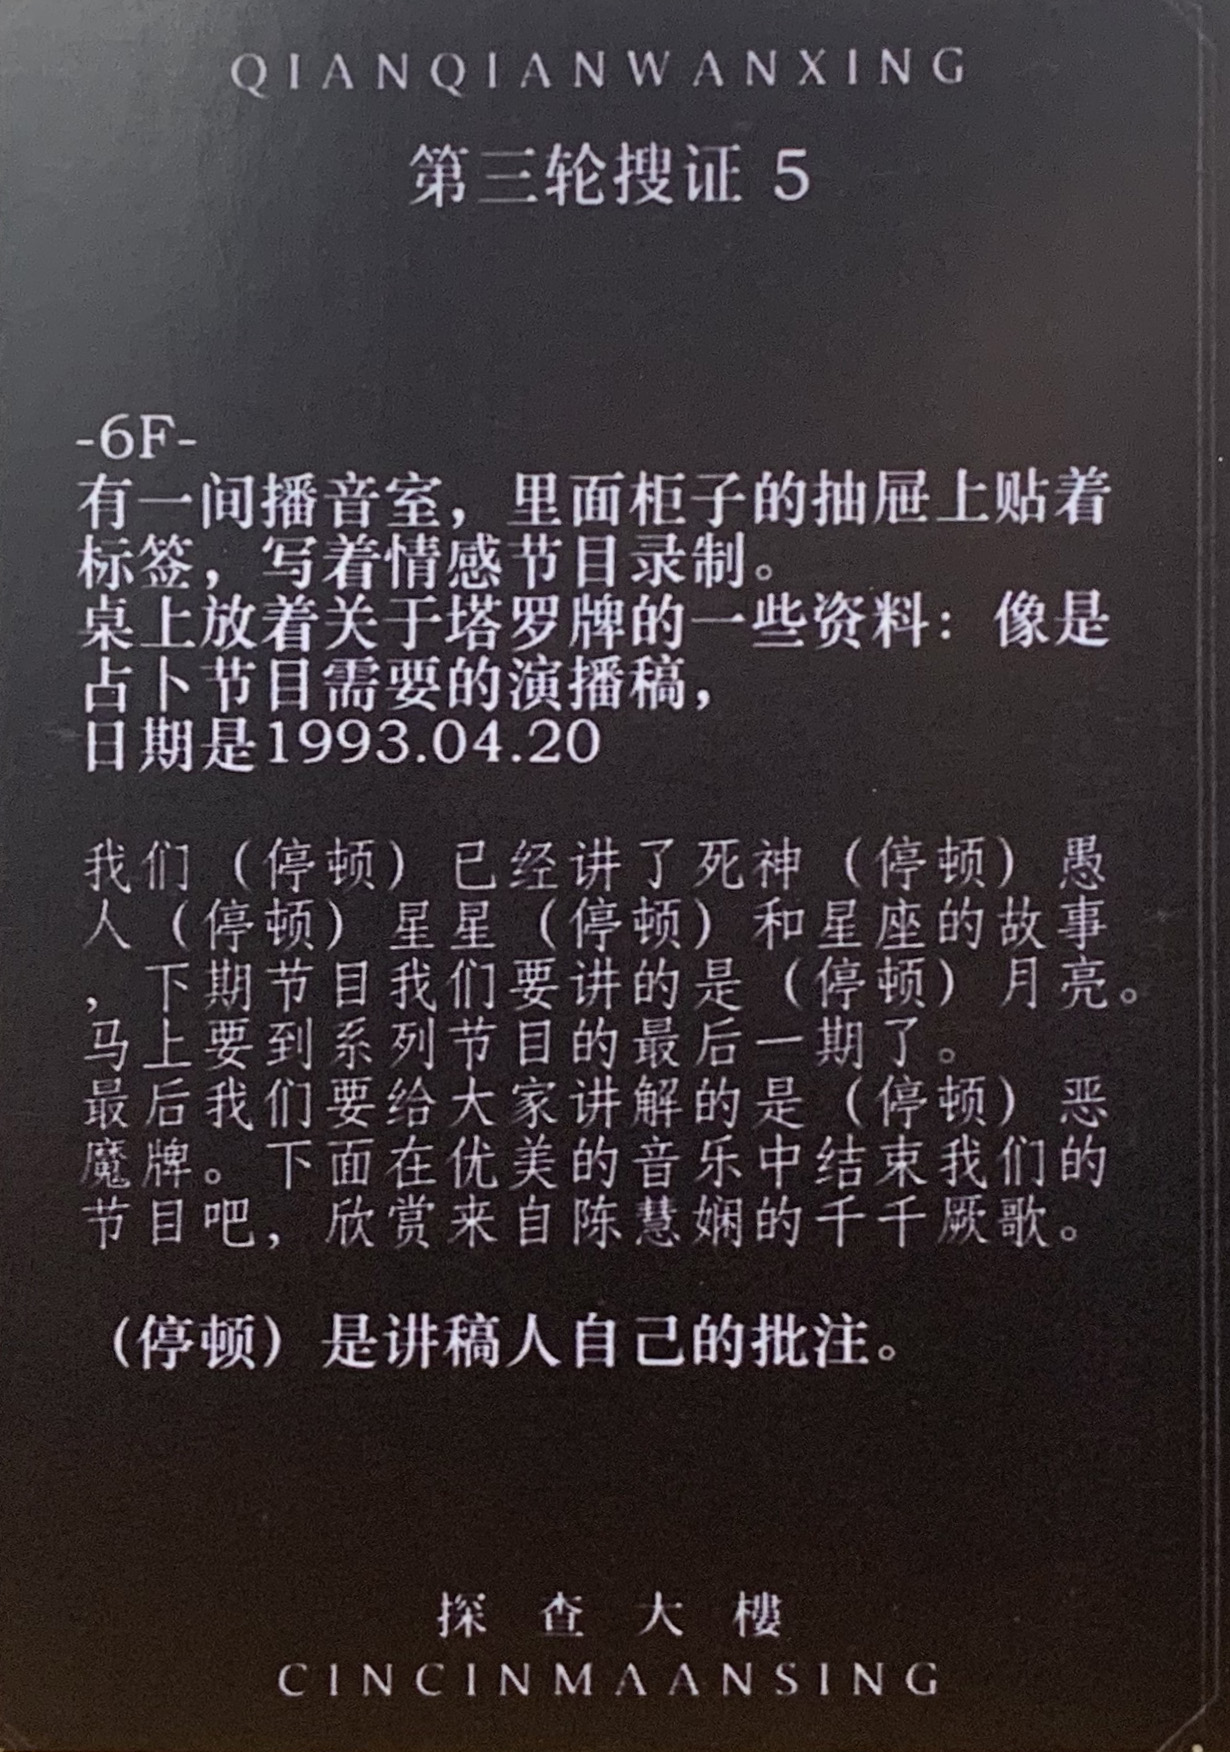 QIANQIANWANXING
第三轮搜证 5
-6F-
有一间播音室，里面柜子的抽屉上贴着
标签，写着情感节目录制。
桌上放着关于塔罗牌的一些资料：像是
占卜节目需要的演播稿，
日期是1993.04.20
我们（停顿）已经讲了死神（停顿）愚
人（停顿）星星（停顿）和星座的故事
，下期节目我们要讲的是（停顿）月亮。
马上要到系列节目的最后一期了。
最后我们要给大家讲解的是（停顿）恶
魔牌。下面在优美的音乐中结束我们的
节目吧，欣赏来自陈慧娴的千千厥歌。
（停顿）是讲稿人自己的批注。
探查大樓
CINCINMAANSING